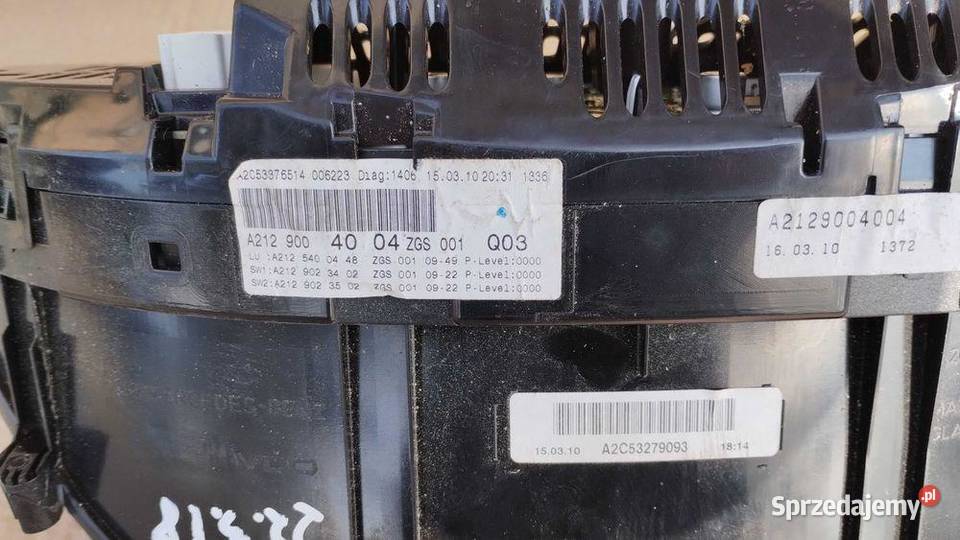 A2C53376514 006223 Diag:1406 15.03.10 20:31 1336
A212 900 40 04 ZGS 001 Q03
LU :A212 540 04 48 ZGS 001 09-49 P-Level:0000
SW1:A212 902 34 02 ZGS 001 09-22 P-Level:0000
SW2:A212 902 35 02 ZGS 001 09-22 P-Level:0000
A2129004004
16.03.10 1372
15.03.10 A2C53279093 18:14
22.3.18
Sprzedajemy.pl